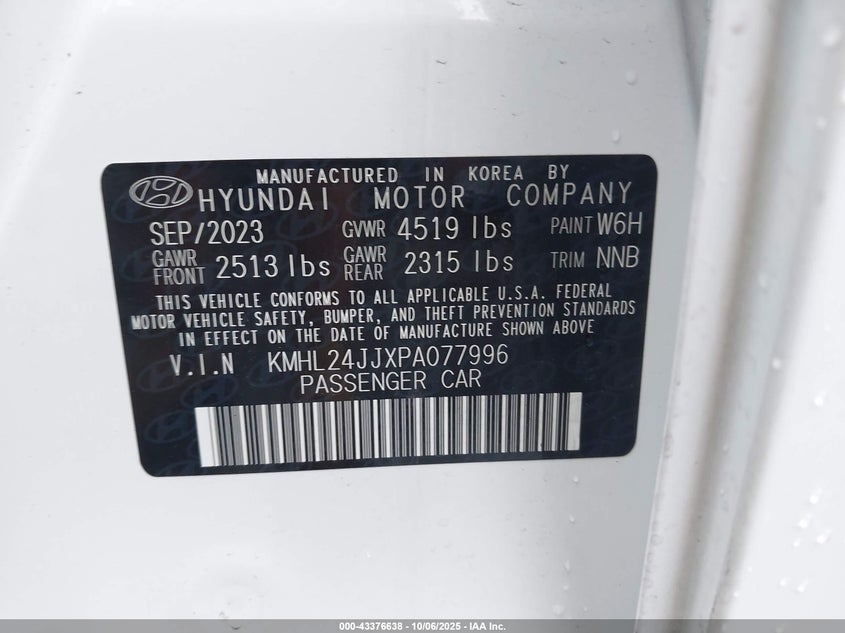 MANUFACTURED IN KOREA BY
HYUNDAI MOTOR COMPANY
SEP/2023 GVWR 4519 lbs PAINT W6H
GAWR FRONT 2513 lbs GAWR REAR 2315 lbs TRIM NNB
THIS VEHICLE CONFORMS TO ALL APPLICABLE U.S.A. FEDERAL
MOTOR VEHICLE SAFETY, BUMPER, AND THEFT PREVENTION STANDARDS
IN EFFECT ON THE DATE OF MANUFACTURE SHOWN ABOVE
V.I.N KMHL24JJXPA077996
PASSENGER CAR
000-43376638 - 10/06/2025 - IAA Inc.